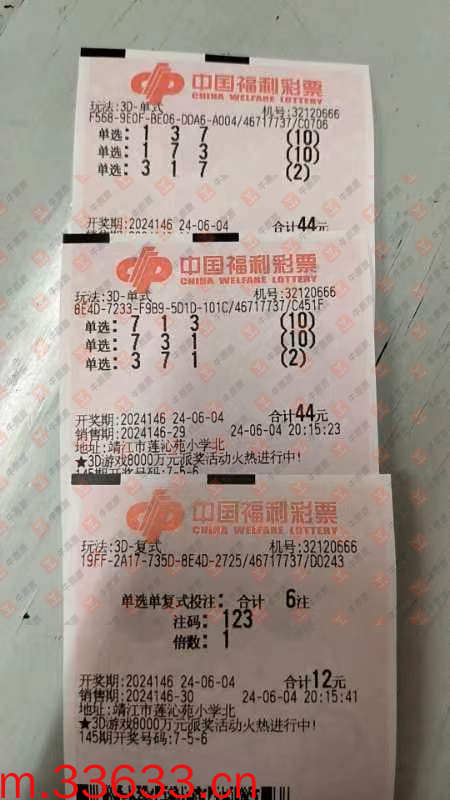 中国福利彩票
CHINA WELFARE LOTTERY
玩法:3D-单式 机号:32120666
F568-9E0F-BE06-DDA6-A004/46717737/C0706
单选: 1 3 7 (10)
单选: 1 7 3 (10)
单选: 3 1 7 (2)
开奖期:2024146 24-06-04 合计44元
中国福利彩票
CHINA WELFARE LOTTERY
玩法:3D-单式 机号:32120666
8E4D-7233-F9B9-5D1D-101C/46717737/C451F
单选: 7 1 3 (10)
单选: 7 3 1 (10)
单选: 3 7 1 (2)
开奖期:2024146 24-06-04 合计44元
销售期:2024146-29 24-06-04 20:15:23
地址:靖江市莲沁苑小学北
★3D游戏8000万元派奖活动火热进行中!
145期开奖号码:7-5-6
中国福利彩票
CHINA WELFARE LOTTERY
玩法:3D-复式 机号:32120666
19FF-2A17-735D-8E4D-2725/46717737/D0243
单选单复式投注: 合计 6注
注码: 123
倍数: 1
开奖期:2024146 24-06-04 合计12元
销售期:2024146-30 24-06-04 20:15:41
地址:靖江市莲沁苑小学北
★3D游戏8000万元派奖活动火热进行中!
145期开奖号码:7-5-6
m.33633.cn